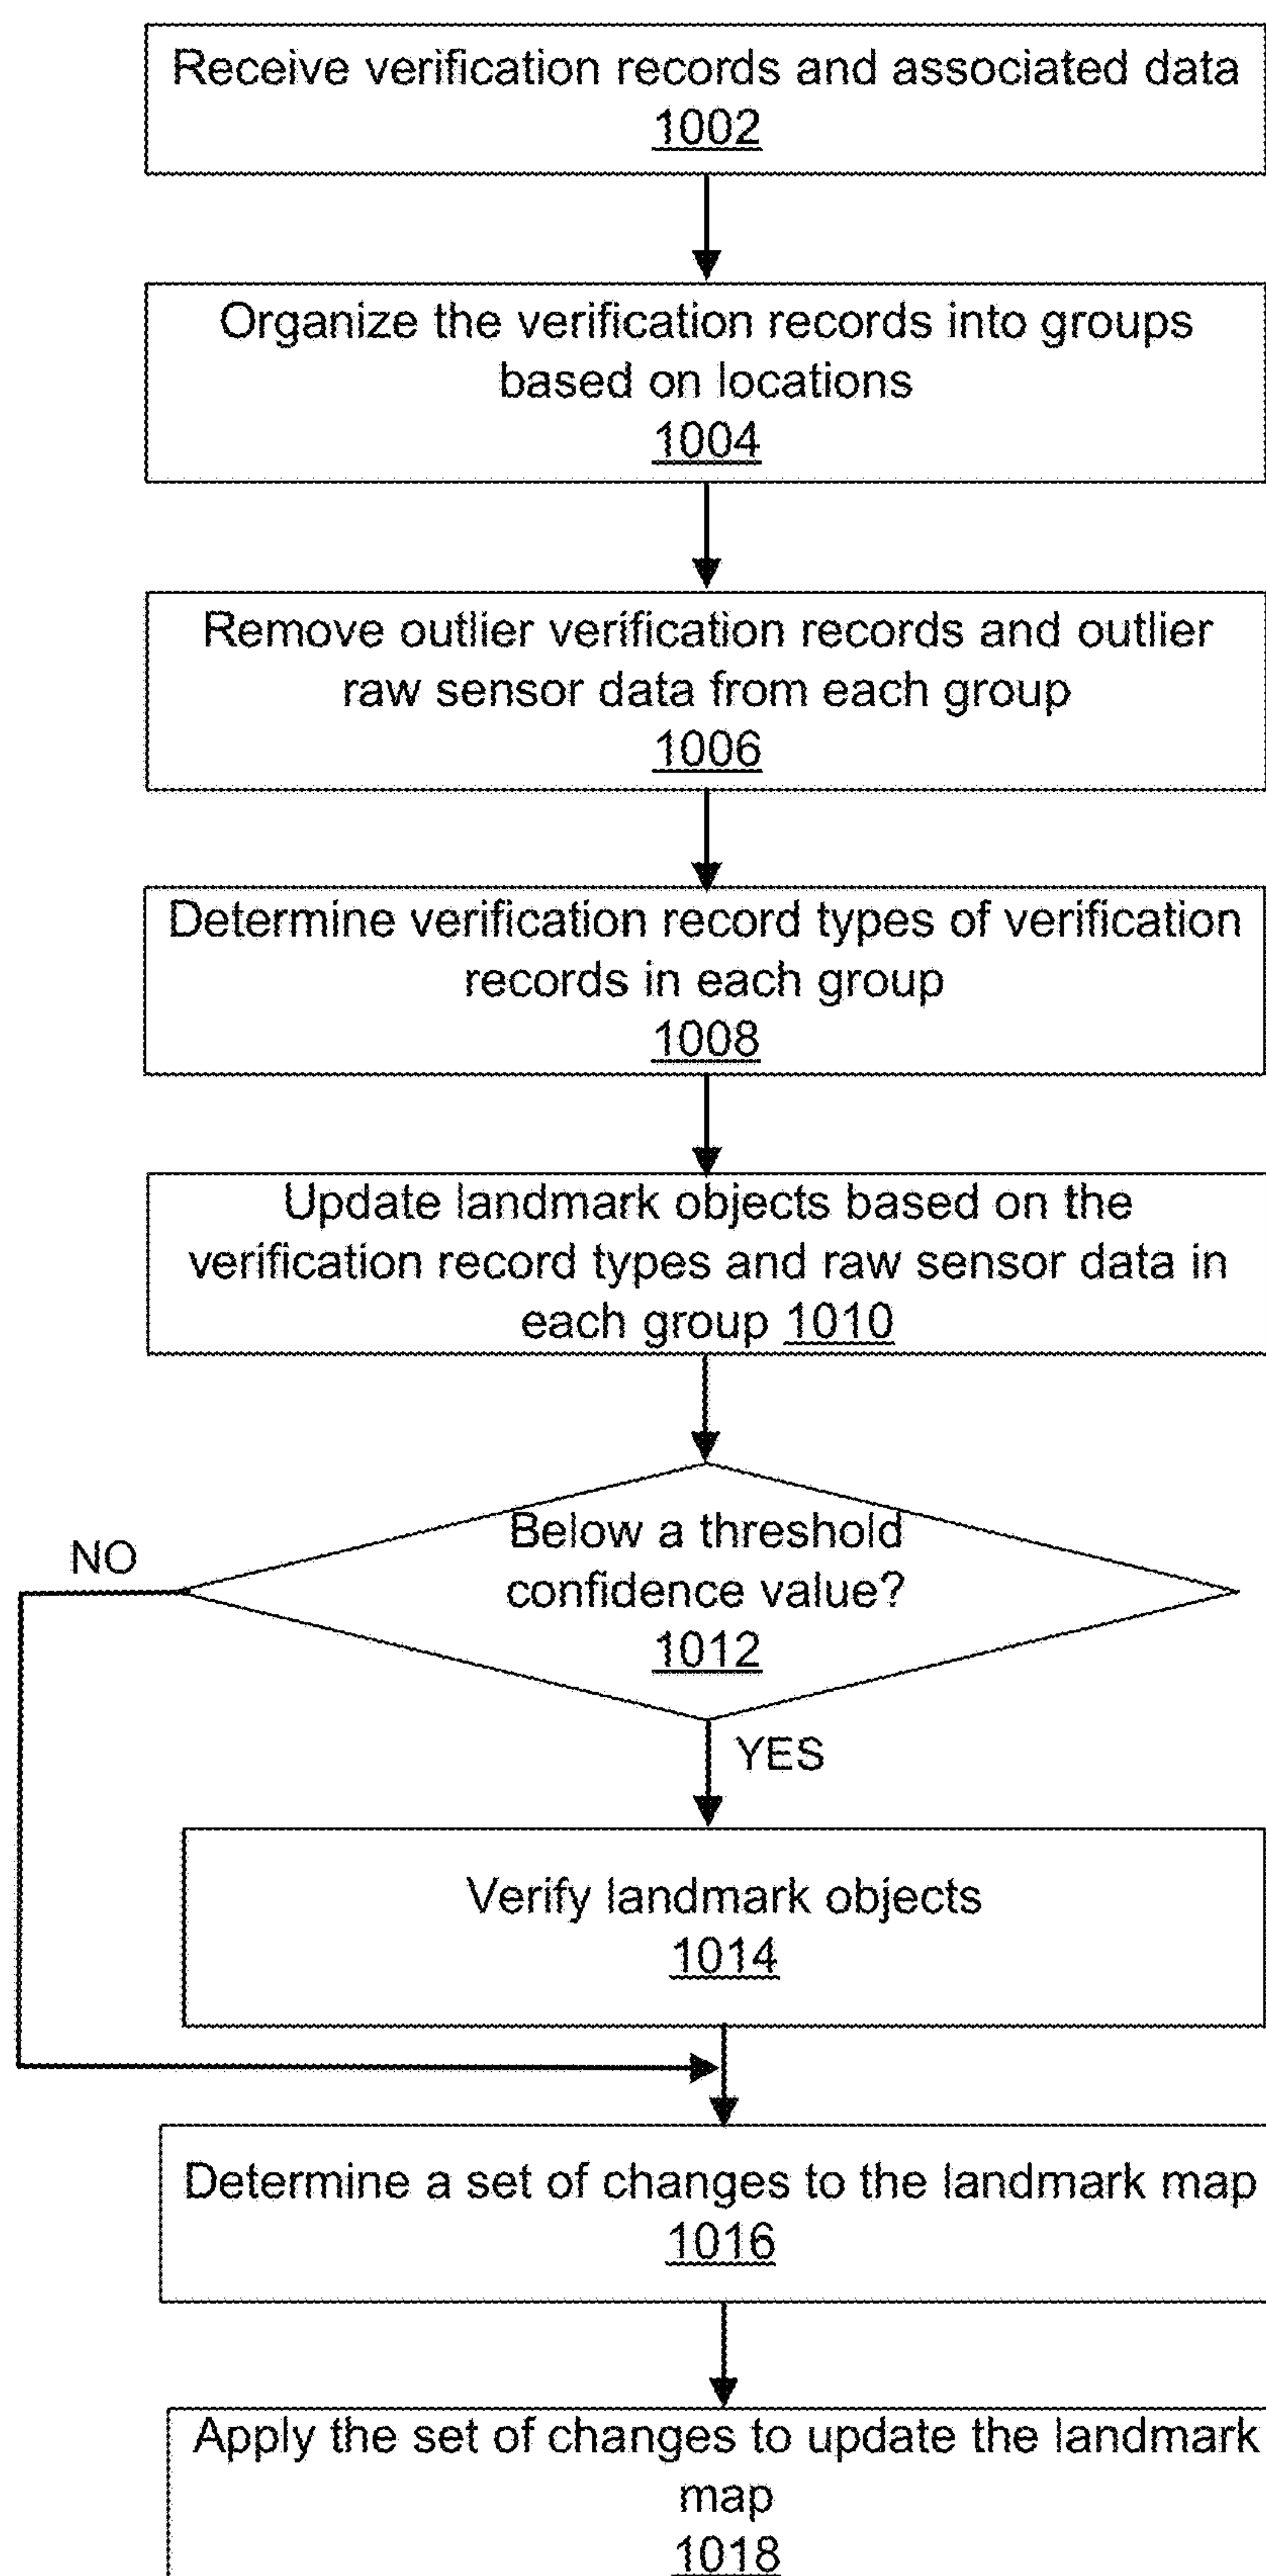 Receive verification records and associated data
1002
Organize the verification records into groups
based on locations
1004
Remove outlier verification records and outlier
raw sensor data from each group
1006
Determine verification record types of verification
records in each group
1008
Update landmark objects based on the
verification record types and raw sensor data in
each group 1010
Below a threshold
confidence value?
1012
NO
YES
Verify landmark objects
1014
Determine a set of changes to the landmark map
1016
Apply the set of changes to update the landmark
map
1018